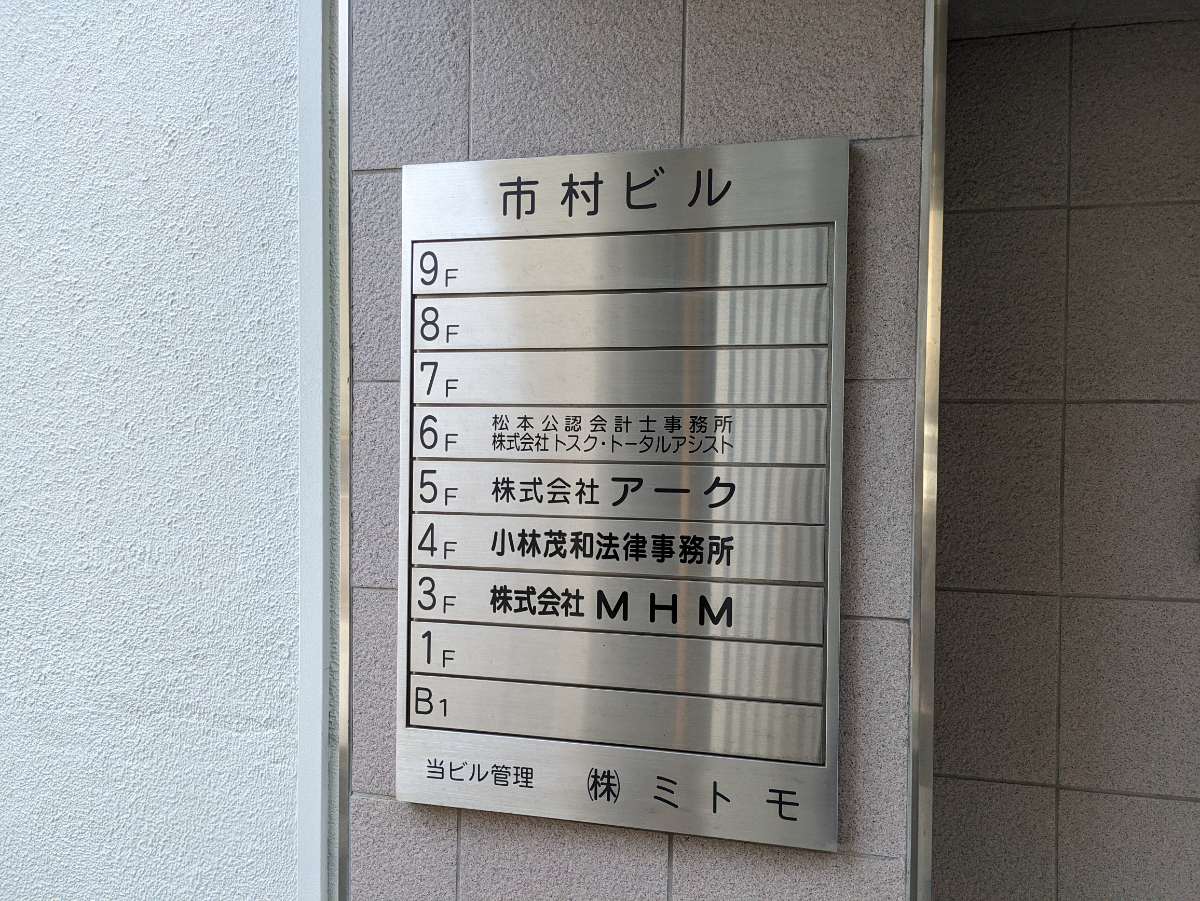 市村ビル
9F
8F
7F
6F 松本公認会計士事務所
株式会社トスク・トータルアシスト
5F 株式会社アーク
4F 小林茂和法律事務所
3F 株式会社MHM
1F
B1
当ビル管理 ㈱ミトモ